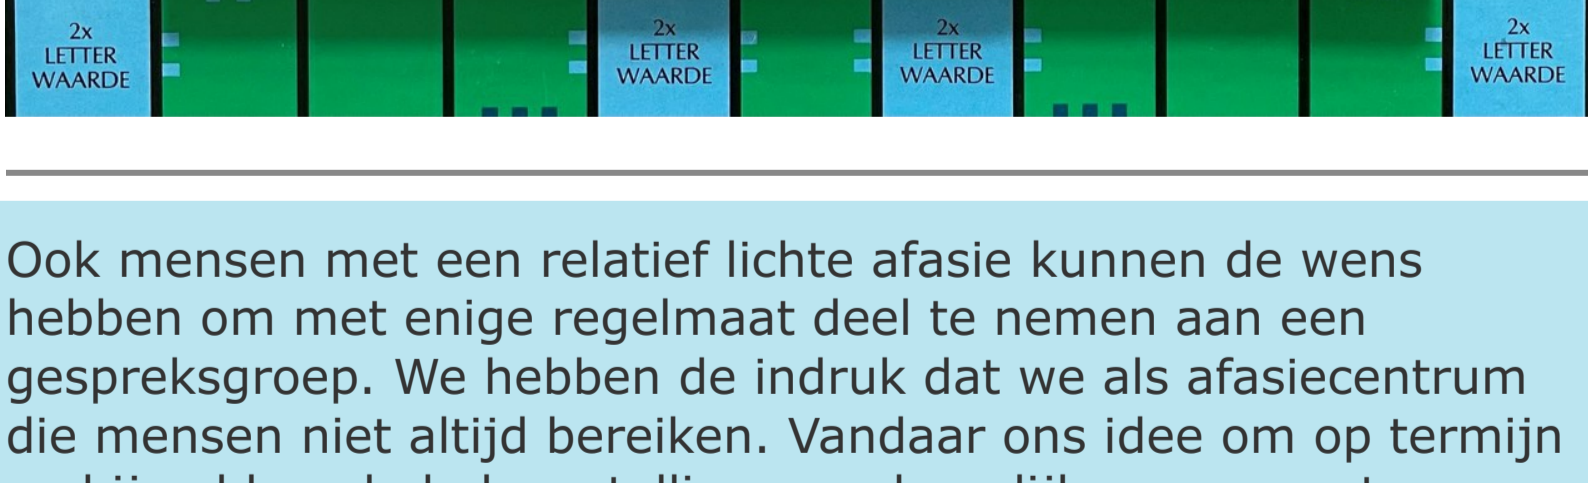 2x 2x 2x 2x
LETTER LETTER LETTER LETTER
WAARDE WAARDE WAARDE WAARDE
Ook mensen met een relatief lichte afasie kunnen de wens
hebben om met enige regelmaat deel te nemen aan een
gespreksgroep. We hebben de indruk dat we als afasiecentrum
die mensen niet altijd bereiken. Vandaar ons idee om op termijn